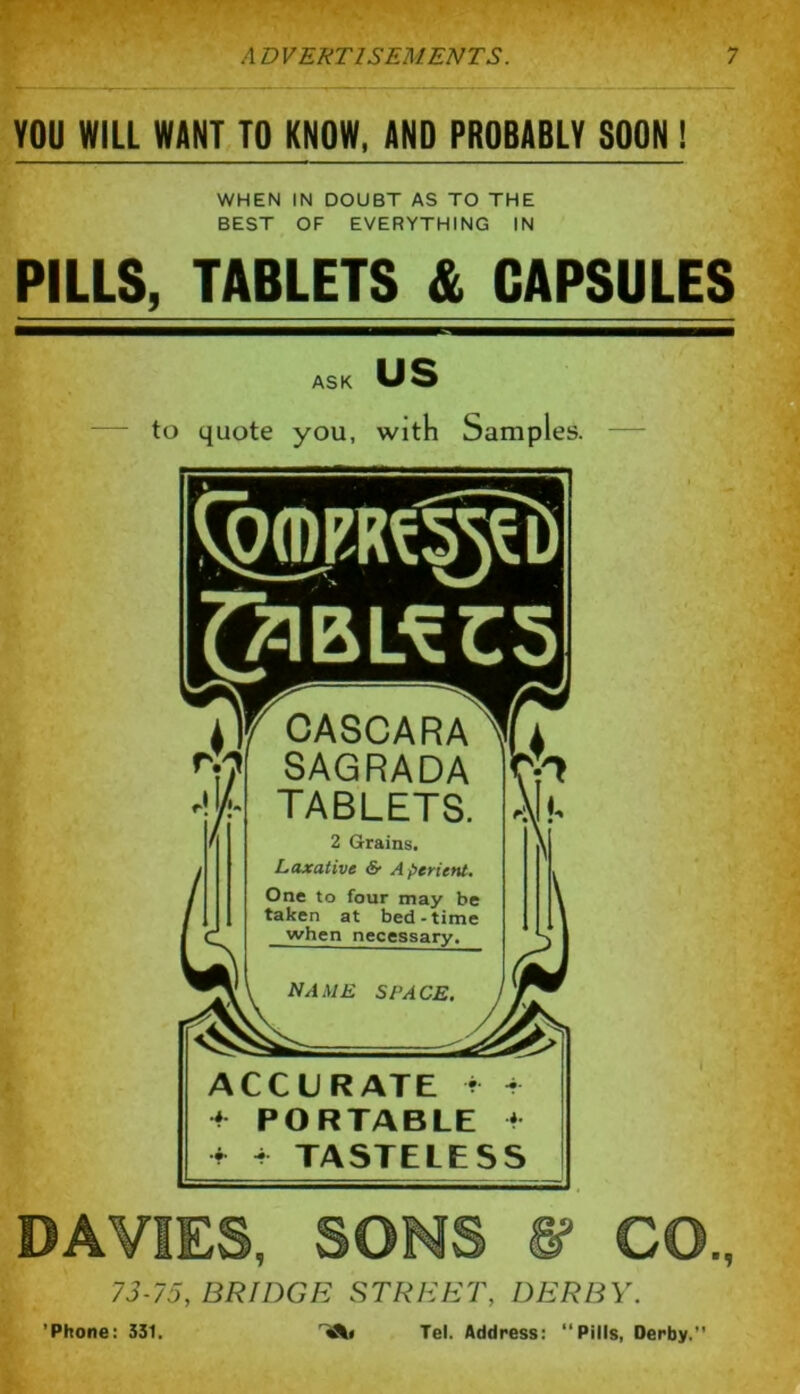 ADVERTISEMENTS. 7
YOU WILL WANT TO KNOW, AND PROBABLY SOON !
WHEN IN DOUBT AS TO THE
BEST OF EVERYTHING IN
PILLS, TABLETS & CAPSULES
ASK US
to quote you, with Samples.
COMPRESSED
TABLETS
CASCARA
SAGRADA
TABLETS.
2 Grains.
Laxative & Aperient.
One to four may be
taken at bed-time
when necessary.
NAME SPACE.
ACCURATE
PORTABLE
TASTELESS
DAVIES, SONS & CO.,
73-75, BRIDGE STREET, DERBY.
'Phone: 331. Tel. Address: "Pills, Derby."